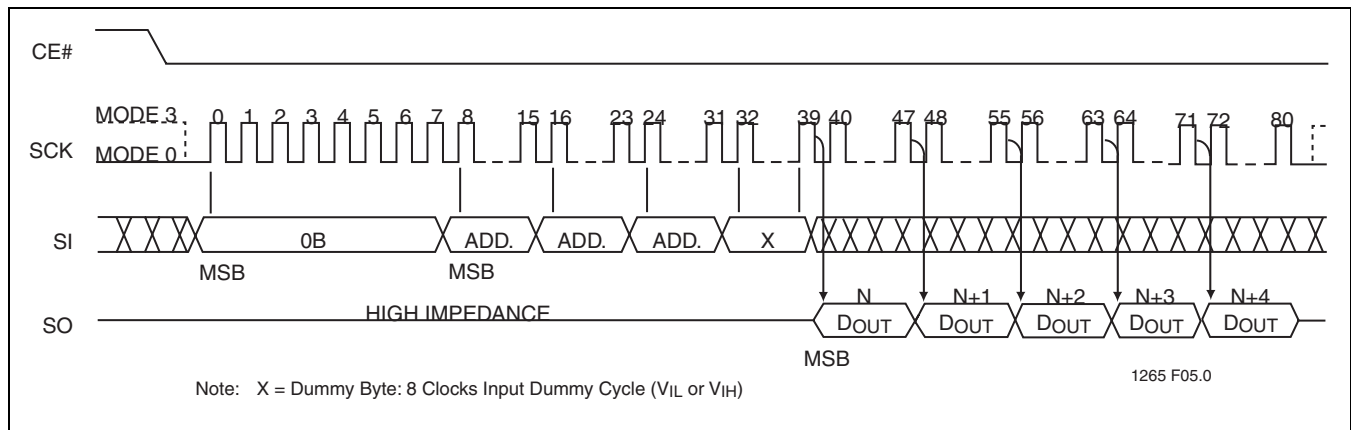 CE#
MODE 3 0 1 2 3 4 5 6 7 8 15 16 23 24 31 32 39 40 47 48 55 56 63 64 71 72 80
SCK MODE 0
SI 0B ADD. ADD. ADD. X
MSB MSB
N N+1 N+2 N+3 N+4
SO HIGH IMPEDANCE DOUT DOUT DOUT DOUT DOUT
MSB
1265 F05.0
Note: X = Dummy Byte: 8 Clocks Input Dummy Cycle (VIL or VIH)